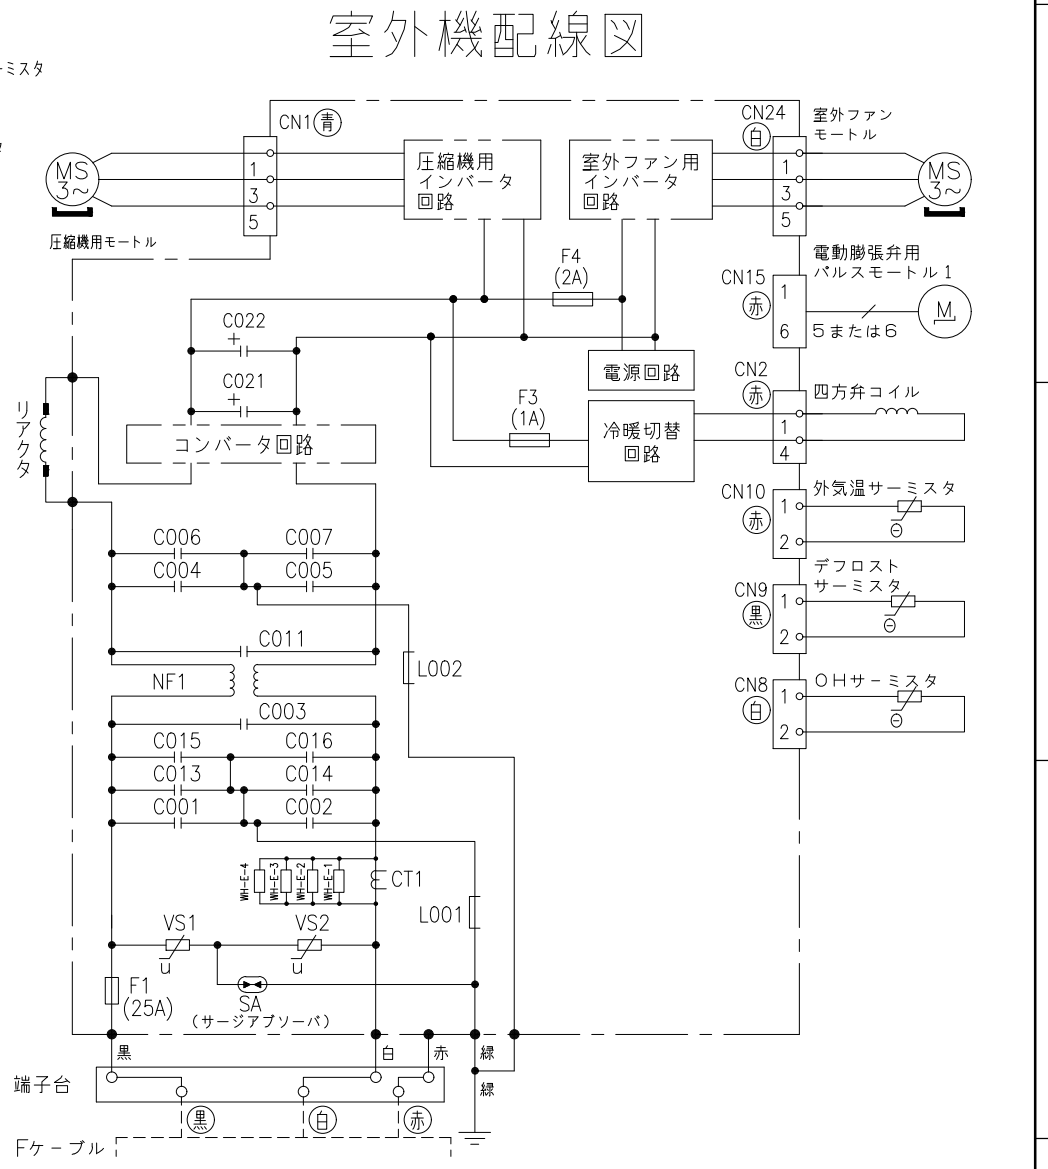 室外機配線図
ーミスタ
CN1 青
CN24
白
室外ファン
モートル
MS
3～
1
3
5
圧縮機用
インバータ
回路
室外ファン用
インバータ
回路
1
3
5
MS
3～
圧縮機用モートル
F4
(2A)
CN15
赤
1
6
電動膨張弁用
パルスモートル1
M
5または6
C022
+
C021
+
電源回路
CN2
赤
1
4
四方弁コイル
リアクタ
F3
(1A)
冷暖切替
回路
コンバータ回路
CN10
赤
1
2
外気温サーミスタ
θ
C006
C007
C004
C005
CN9
黒
1
2
デフロスト
サーミスタ
θ
C011
L002
NF1
CN8
白
1
2
OHサーミスタ
θ
C003
C015
C016
C013
C014
C001
C002
WH-E-4
WH-E-3
WH-E-2
WH-E-1
CT1
L001
VS1
VS2
u
u
F1
(25A)
SA
(サージアブソーバ)
黒
白
赤
緑
緑
端子台
黒
白
赤
Fケーブル